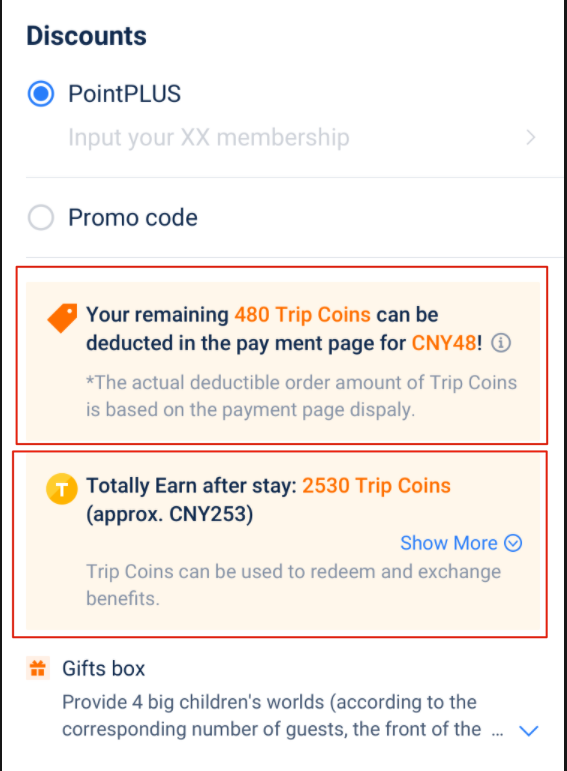 Discounts
PointPLUS
Input your XX membership
Promo code
Your remaining 480 Trip Coins can be
deducted in the pay ment page for CNY48!
*The actual deductible order amount of Trip Coins
is based on the payment page dispaly.
T
Totally Earn after stay: 2530 Trip Coins
(approx. CNY253)
Show More
Trip Coins can be used to redeem and exchange
benefits.
Gifts box
Provide 4 big children's worlds (according to the
corresponding number of guests, the front of the ...